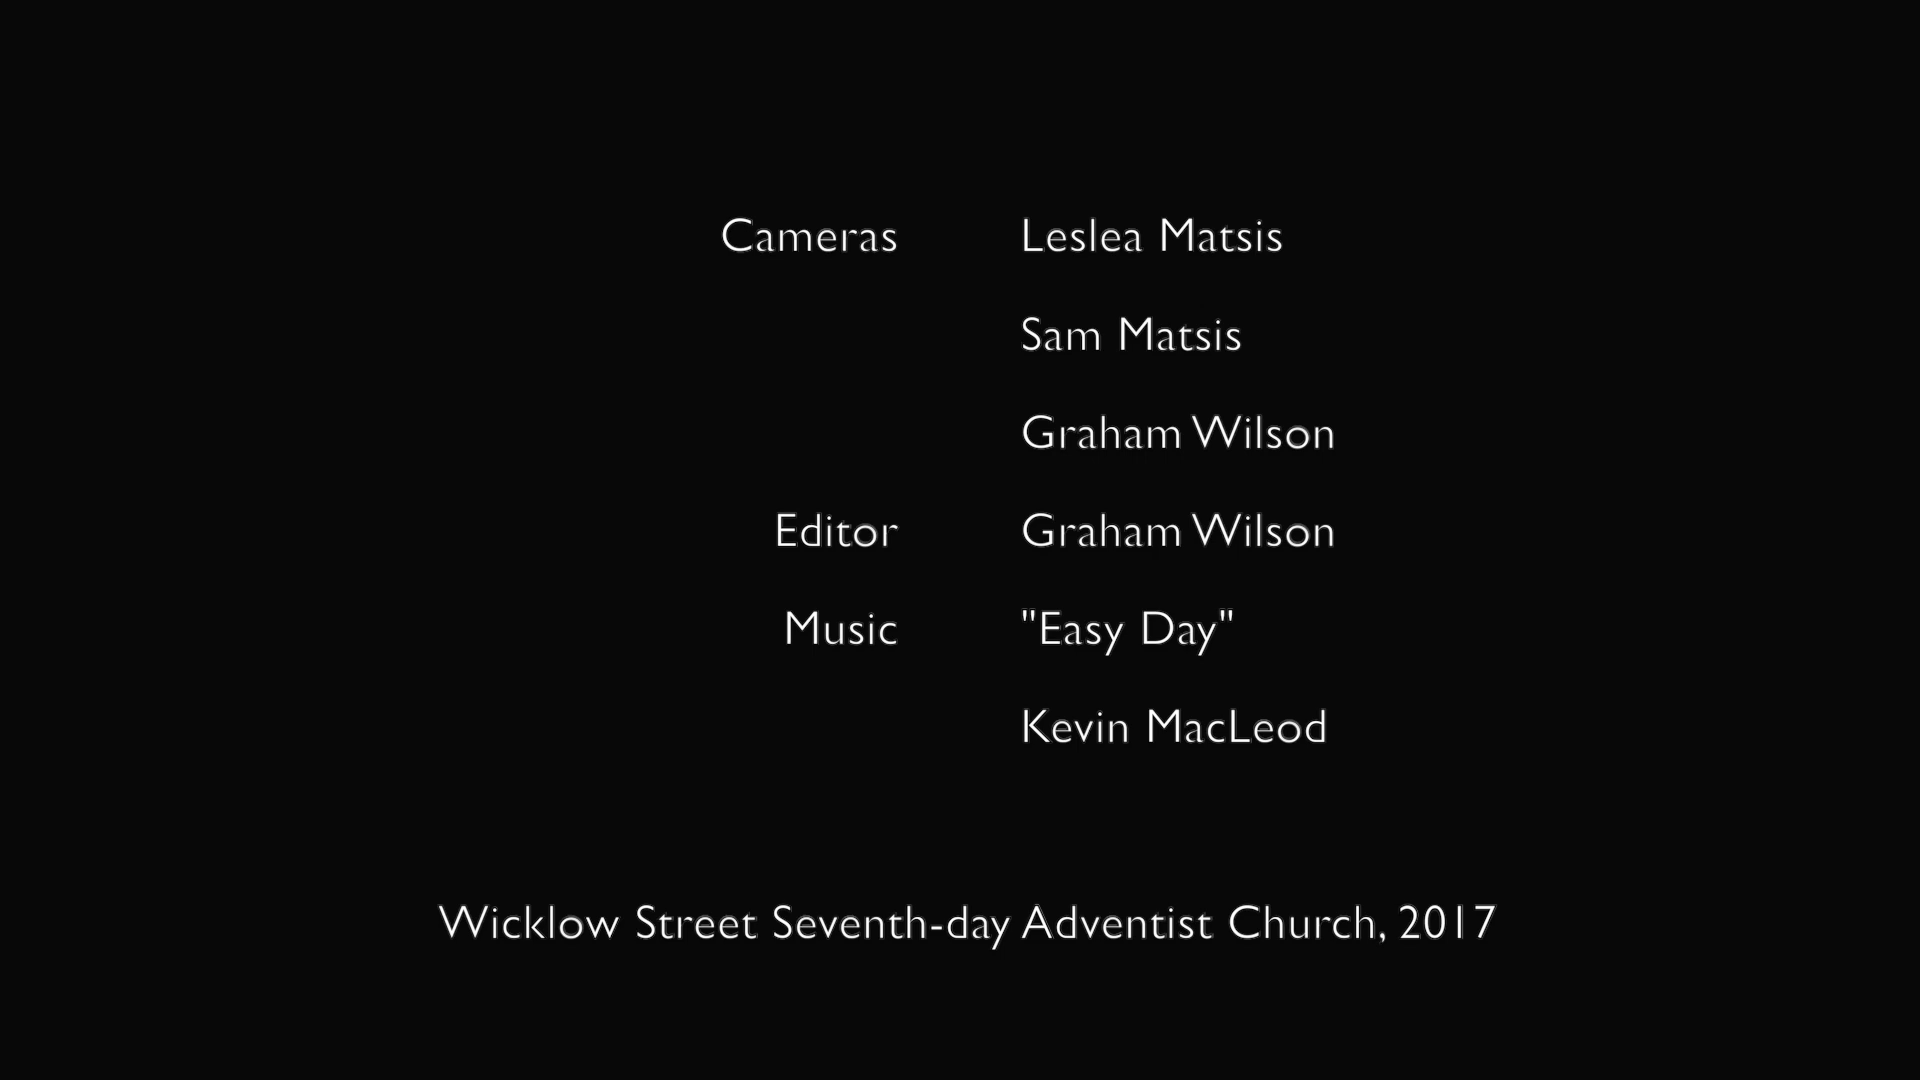 Cameras Leslea Matsis
Sam Matsis
Graham Wilson
Editor Graham Wilson
Music "Easy Day"
Kevin MacLeod
Wicklow Street Seventh-day Adventist Church, 2017